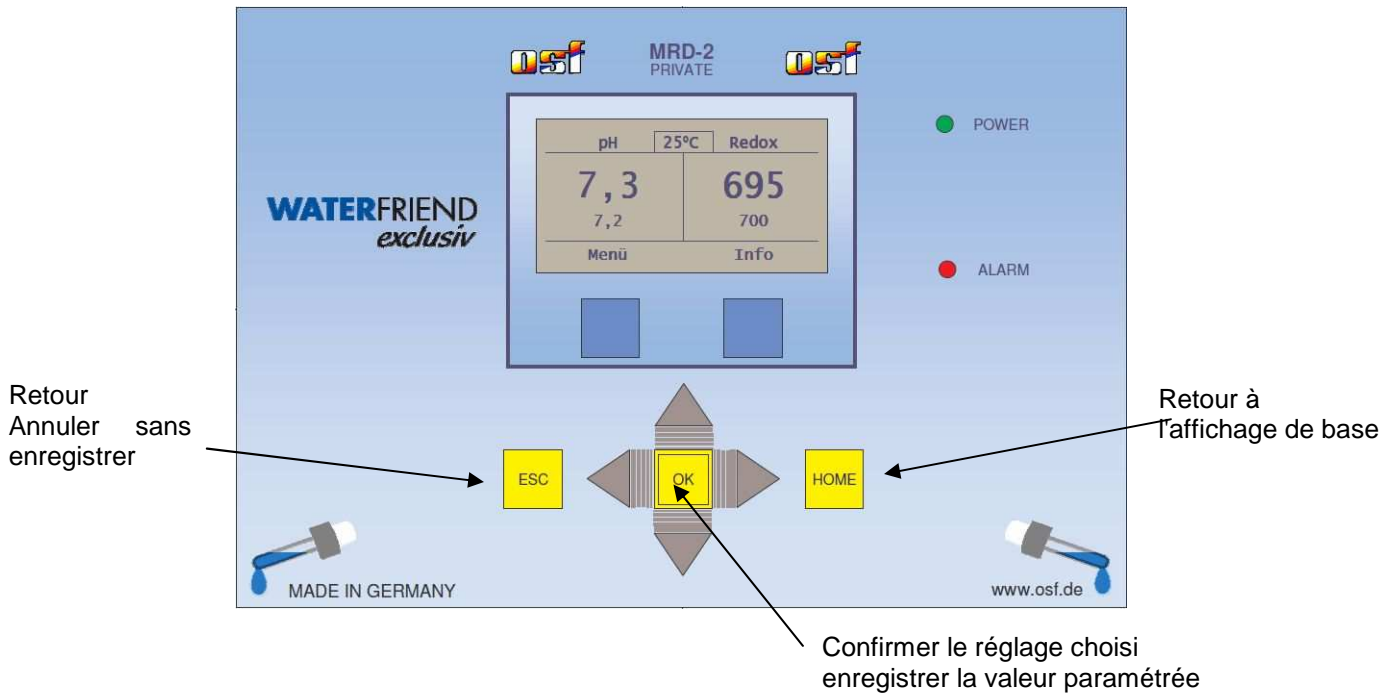 osf MRD-2 osf
PRIVATE
POWER
pH 25ºC Redox
7,3 695
7,2 700
Menü Info
WATERFRIEND
exclusiv
ALARM
Retour
Annuler sans
enregistrer
Retour à
l'affichage de base
ESC OK HOME
MADE IN GERMANY
www.osf.de
Confirmer le réglage choisi
enregistrer la valeur paramétrée